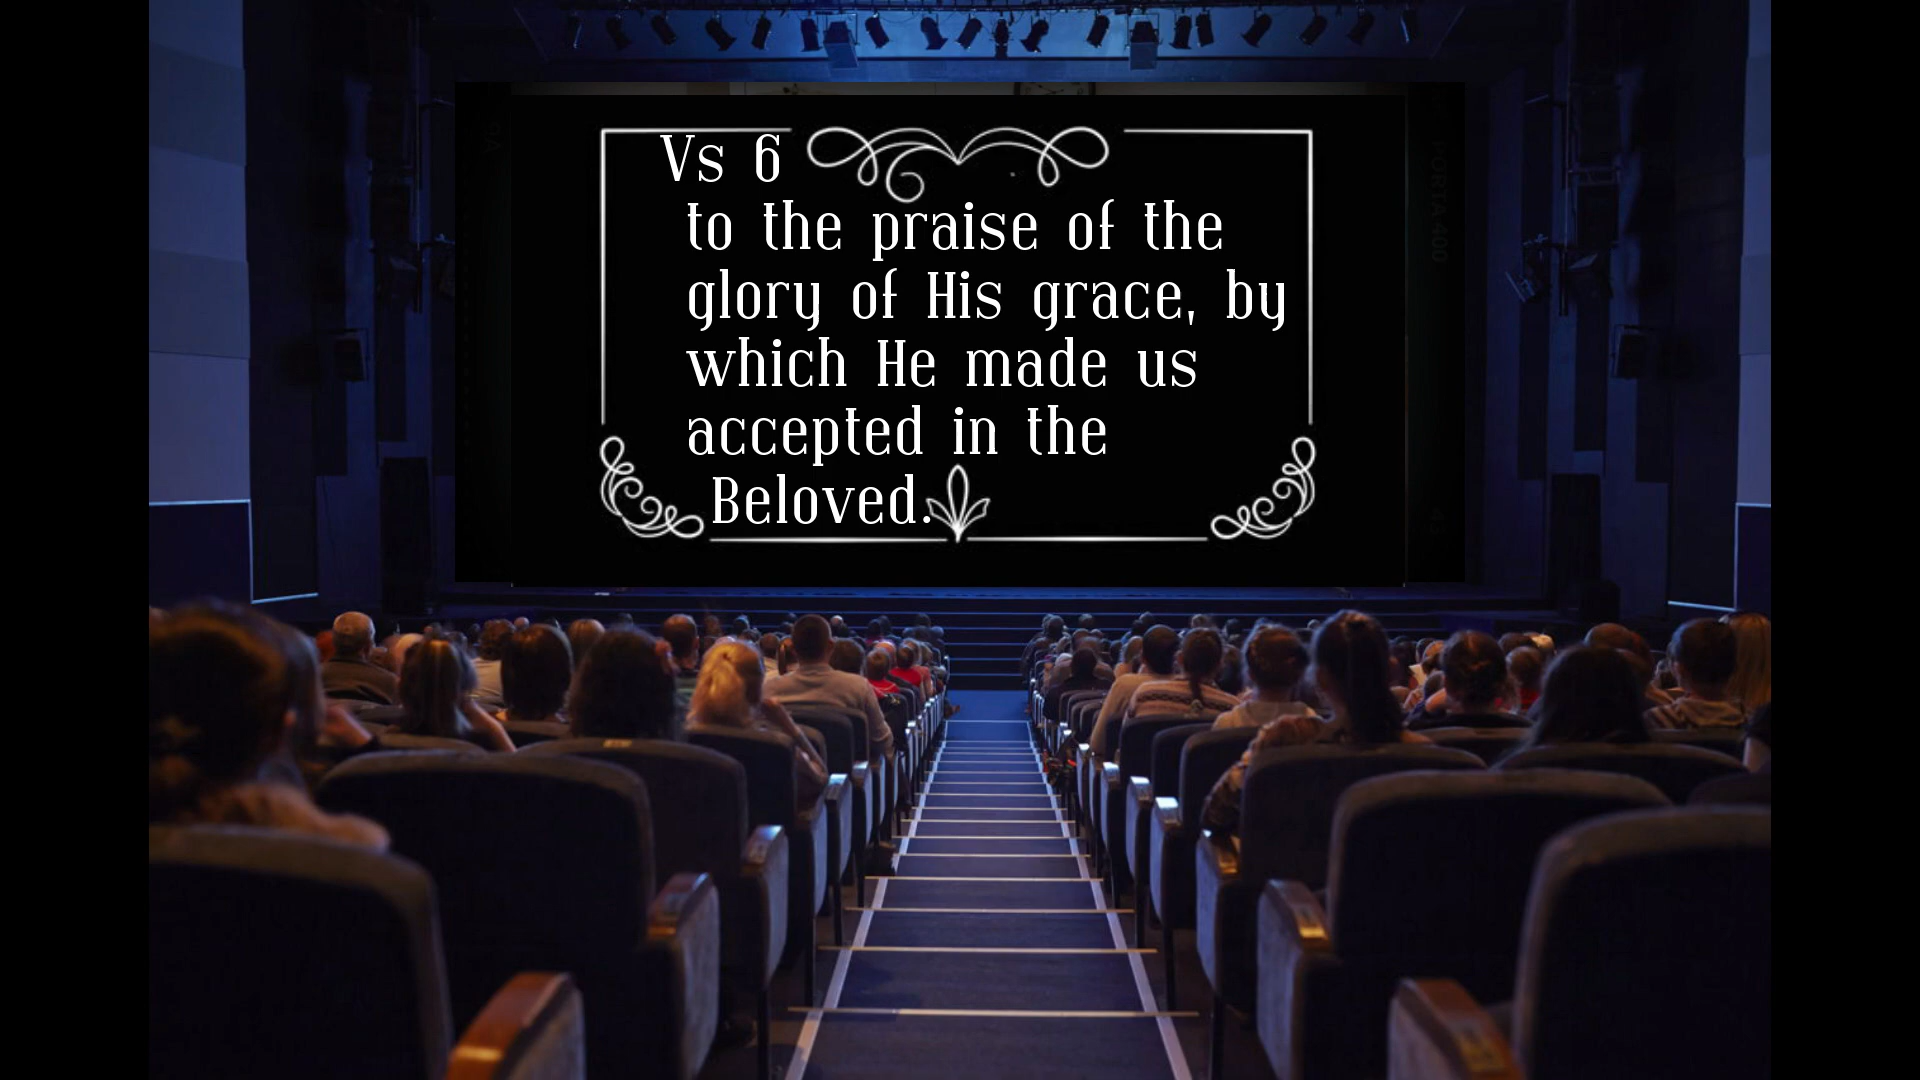 Vs 6
to the praise of the
glory of His grace, by
which He made us
accepted in the
Beloved.